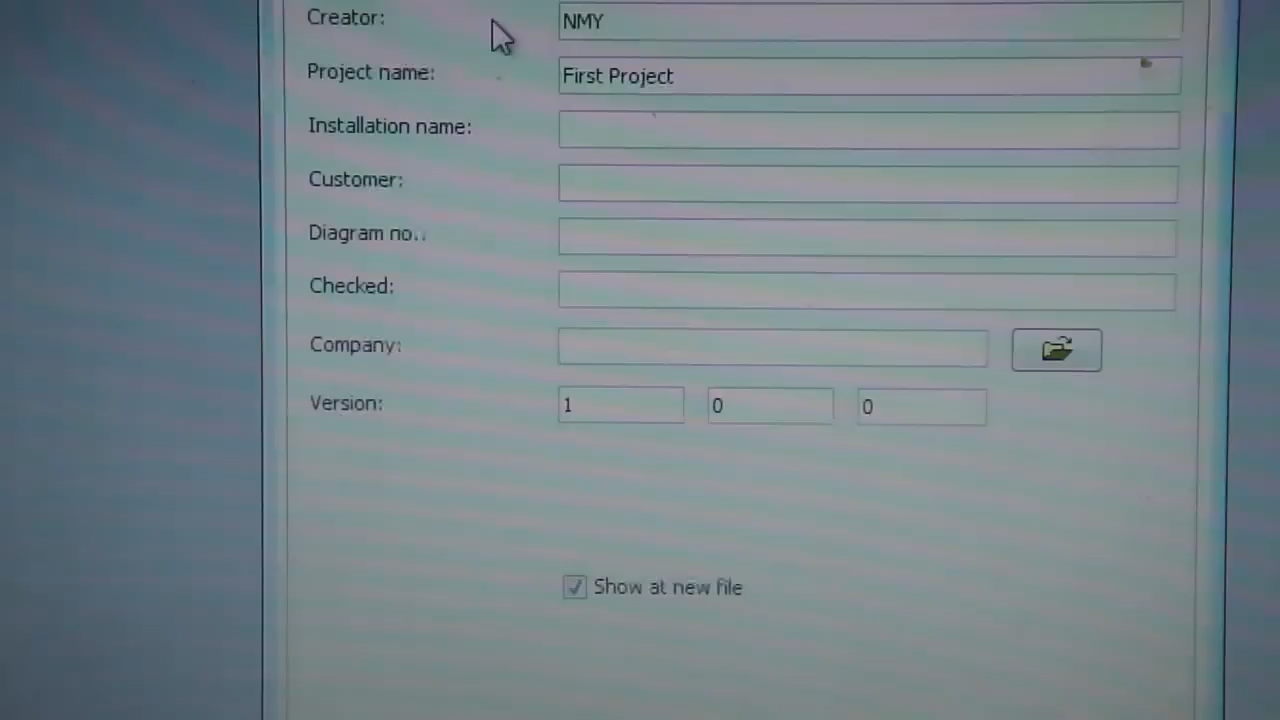 Creator: NMY
Project name: First Project
Installation name:
Customer:
Diagram no.:
Checked:
Company:
Version: 1 0 0
Show at new file